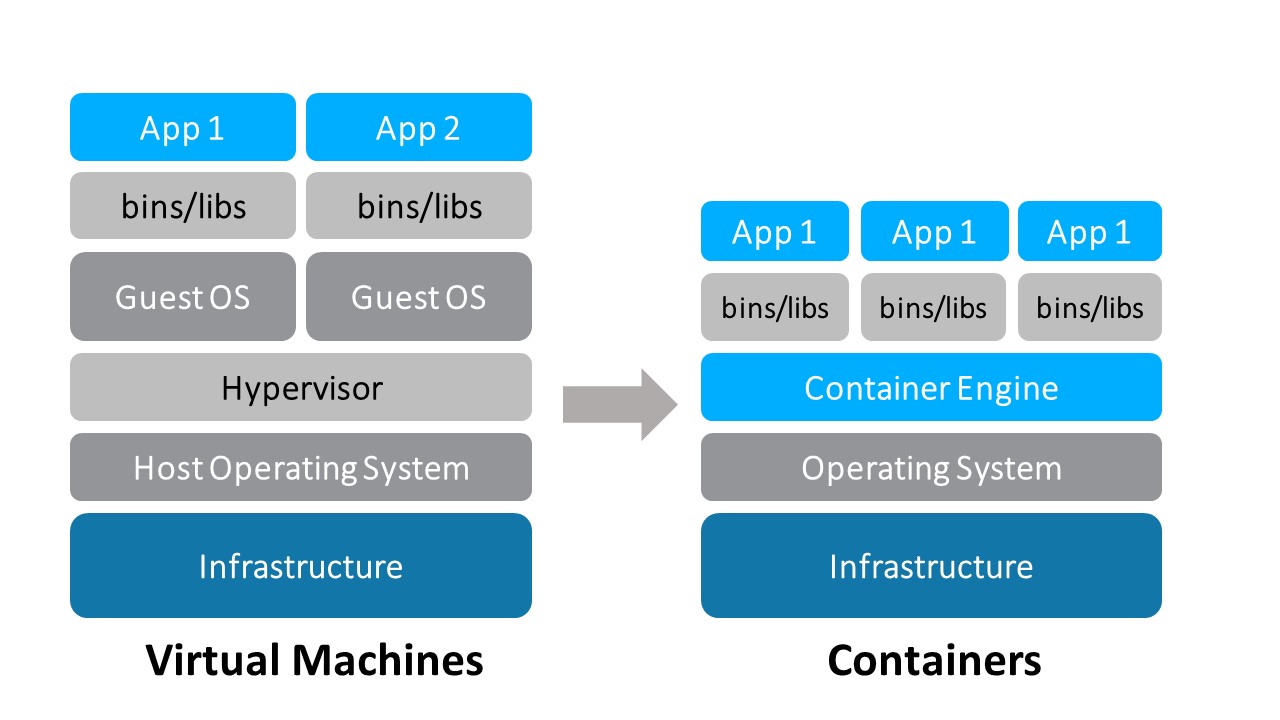 App 1
App 2
bins/libs
bins/libs
Guest OS
Guest OS
Hypervisor
Host Operating System
Infrastructure
Virtual Machines
App 1
App 1
App 1
bins/libs
bins/libs
bins/libs
Container Engine
Operating System
Infrastructure
Containers